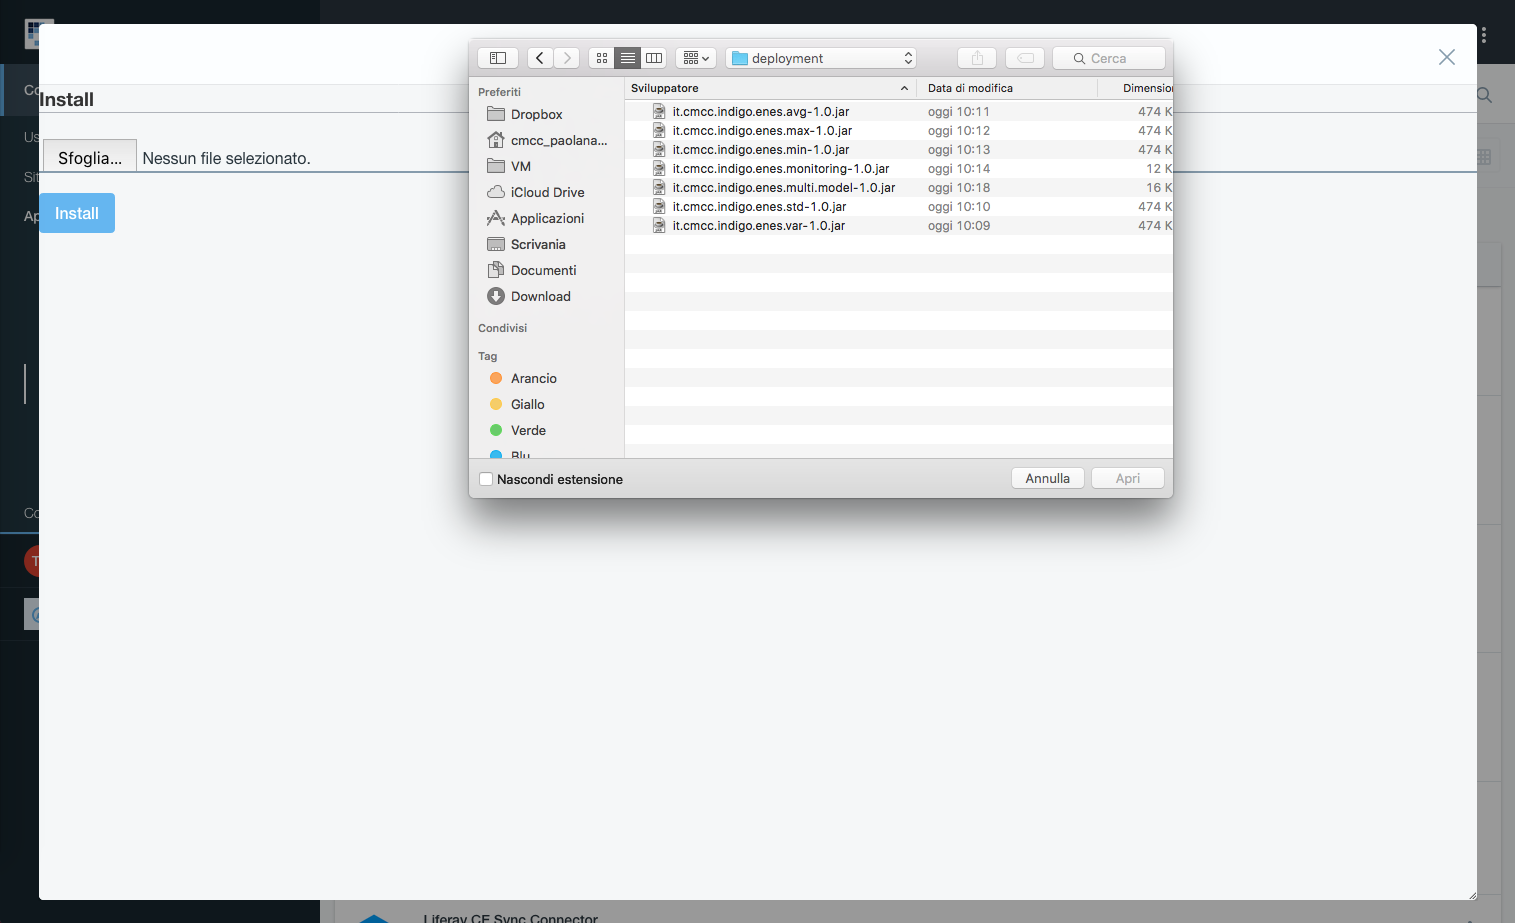 deployment
Cerca
Co
Install
Us
Sfoglia...
Nessun file selezionato.
Sit
Ap
Install
Preferiti
Dropbox
cmcc_paolana...
VM
iCloud Drive
Applicazioni
Scrivania
Documenti
Download
Condivisi
Tag
Arancio
Giallo
Verde
Blu
Sviluppatore
Data di modifica
Dimensio
it.cmcc.indigo.enes.avg-1.0.jar oggi 10:11 474 K
it.cmcc.indigo.enes.max-1.0.jar oggi 10:12 474 K
it.cmcc.indigo.enes.min-1.0.jar oggi 10:13 474 K
it.cmcc.indigo.enes.monitoring-1.0.jar oggi 10:14 12 K
it.cmcc.indigo.enes.multi.model-1.0.jar oggi 10:18 16 K
it.cmcc.indigo.enes.std-1.0.jar oggi 10:10 474 K
it.cmcc.indigo.enes.var-1.0.jar oggi 10:09 474 K
Nascondi estensione
Annulla
Apri
Co
T
Liferay CE Sync Connector